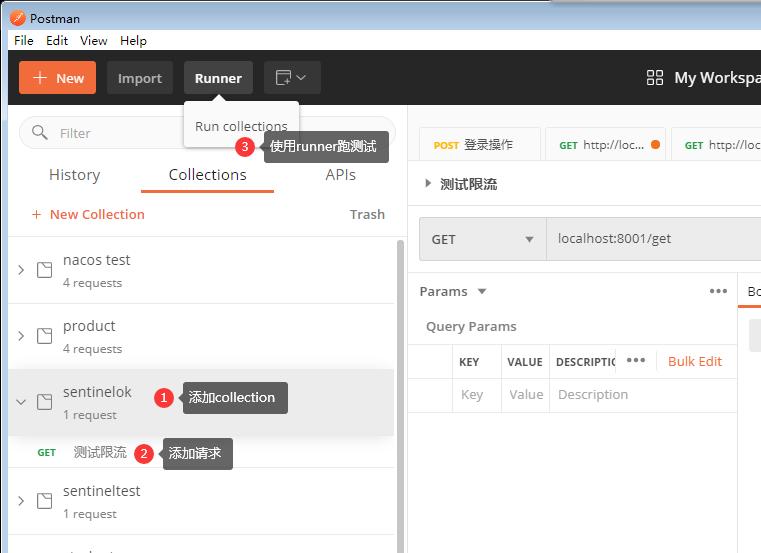 Postman
File Edit View Help
New Import Runner My Workspa
Run collections
Filter
3 使用runner跑测试
History Collections APIs
New Collection Trash
nacos test
4 requests
product
4 requests
sentinelok
1 request
1 添加collection
GET 测试限流
2 添加请求
sentineltest
1 request
POST 登录操作 GET http://loc... GET http://loc
测试限流
GET localhost:8001/get
Params ••• Bo
Query Params
KEY VALUE DESCRIPTIO ••• Bulk Edit
Key Value Description